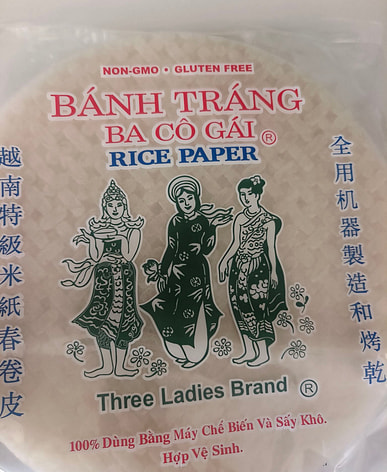 NON-GMO • GLUTEN FREE
BÁNH TRÁNG
BA CÔ GÁI ®
RICE PAPER
越南特級米紙春卷皮
全用机器製造和烤乾
Three Ladies Brand ®
100% Dùng Bằng Máy Chế Biến Và Sấy Khô.
Hợp Vệ Sinh.